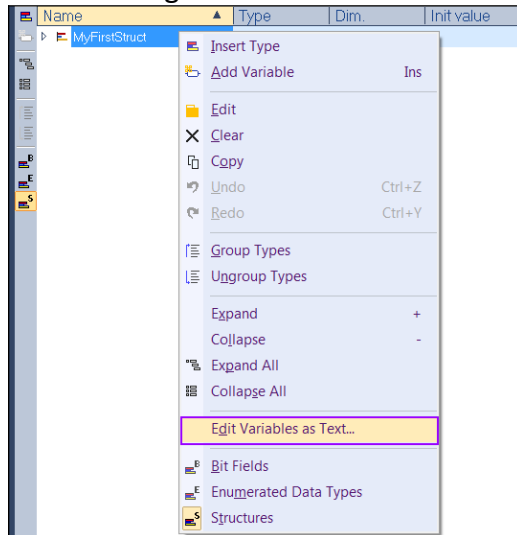 Name Type Dim. Init value
MyFirstStruct
Insert Type
Add Variable Ins
Edit
Clear
Copy
Undo Ctrl+Z
Redo Ctrl+Y
Group Types
Ungroup Types
Expand +
Collapse -
Expand All
Collapse All
Edit Variables as Text...
B Bit Fields
E Enumerated Data Types
S Structures
B
E
S